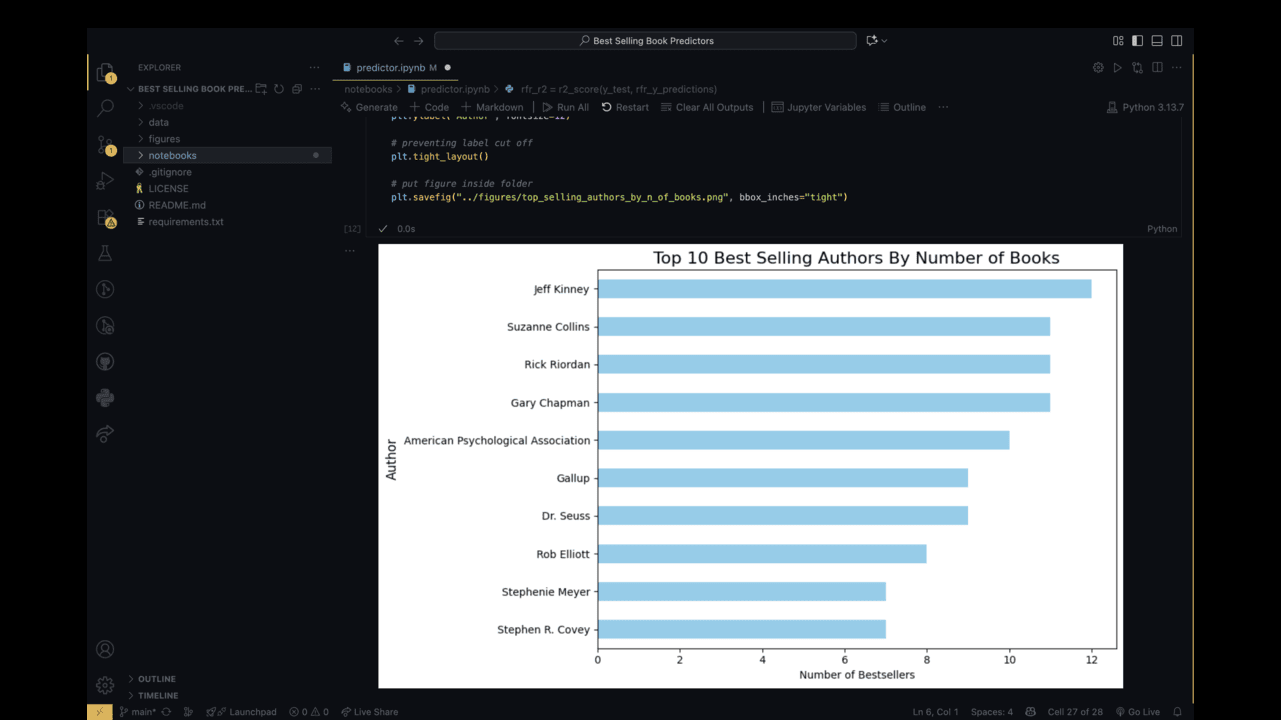 Best Selling Book Predictors
EXPLORER
BEST SELLING BOOK PRE...
.vscode
data
figures
notebooks
.gitignore
LICENSE
README.md
requirements.txt
OUTLINE
TIMELINE
predictor.ipynb M
notebooks > predictor.ipynb > rfr_r2 = r2_score(y_test, rfr_y_predictions)
Generate + Code + Markdown | Run All Restart Clear All Outputs | Jupyter Variables Outline ... Python 3.13.7
plt.ylabel("Author", fontsize=12)
# preventing label cut off
plt.tight_layout()
# put figure inside folder
plt.savefig("../figures/top_selling_authors_by_n_of_books.png", bbox_inches="tight")
[12] 0.0s Python
Top 10 Best Selling Authors By Number of Books
Author
Jeff Kinney
Suzanne Collins
Rick Riordan
Gary Chapman
American Psychological Association
Gallup
Dr. Seuss
Rob Elliott
Stephenie Meyer
Stephen R. Covey
0 2 4 6 8 10 12
Number of Bestsellers
main* Launchpad 0 0 Live Share Ln 6, Col 1 Spaces: 4 Cell 27 of 28 Go Live
1
1